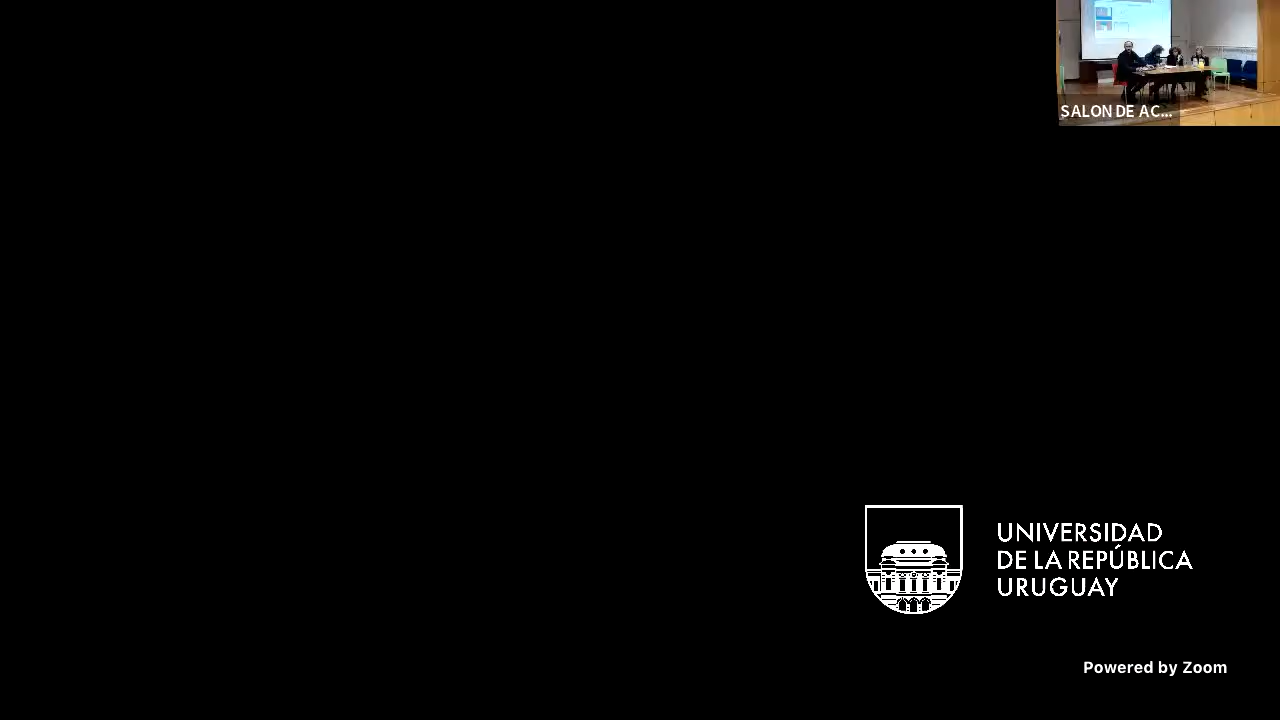 SALON DE AC...
UNIVERSIDAD
DE LA REPÚBLICA
URUGUAY
Powered by Zoom